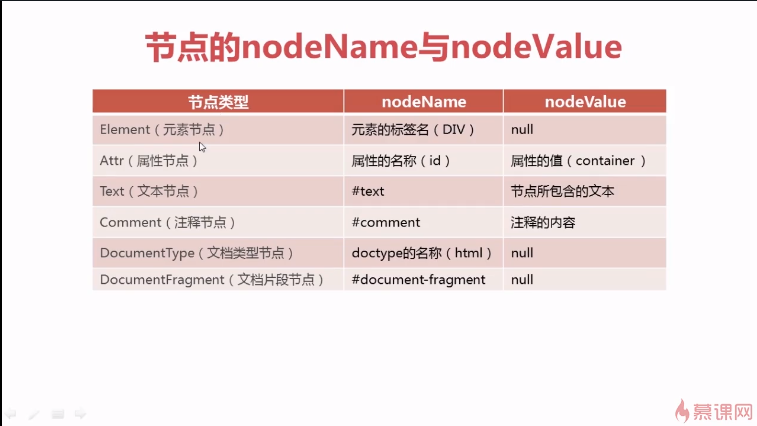 节点的nodeName与nodeValue
节点类型 nodeName nodeValue
Element（元素节点） 元素的标签名（DIV） null
Attr（属性节点） 属性的名称（id） 属性的值（container ）
Text（文本节点） #text 节点所包含的文本
Comment（注释节点） #comment 注释的内容
DocumentType（文档类型节点） doctype的名称（html） null
DocumentFragment（文档片段节点） #document-fragment null
慕课网